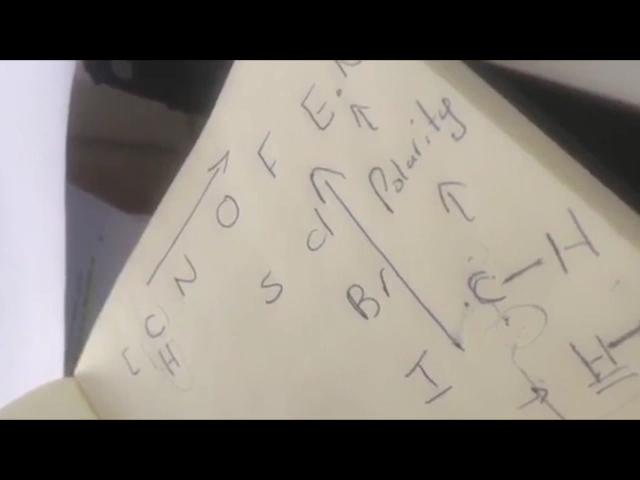 E.N ↑
Polarity ↑
C N O F
H
S Cl
Br
I
C-H
H-